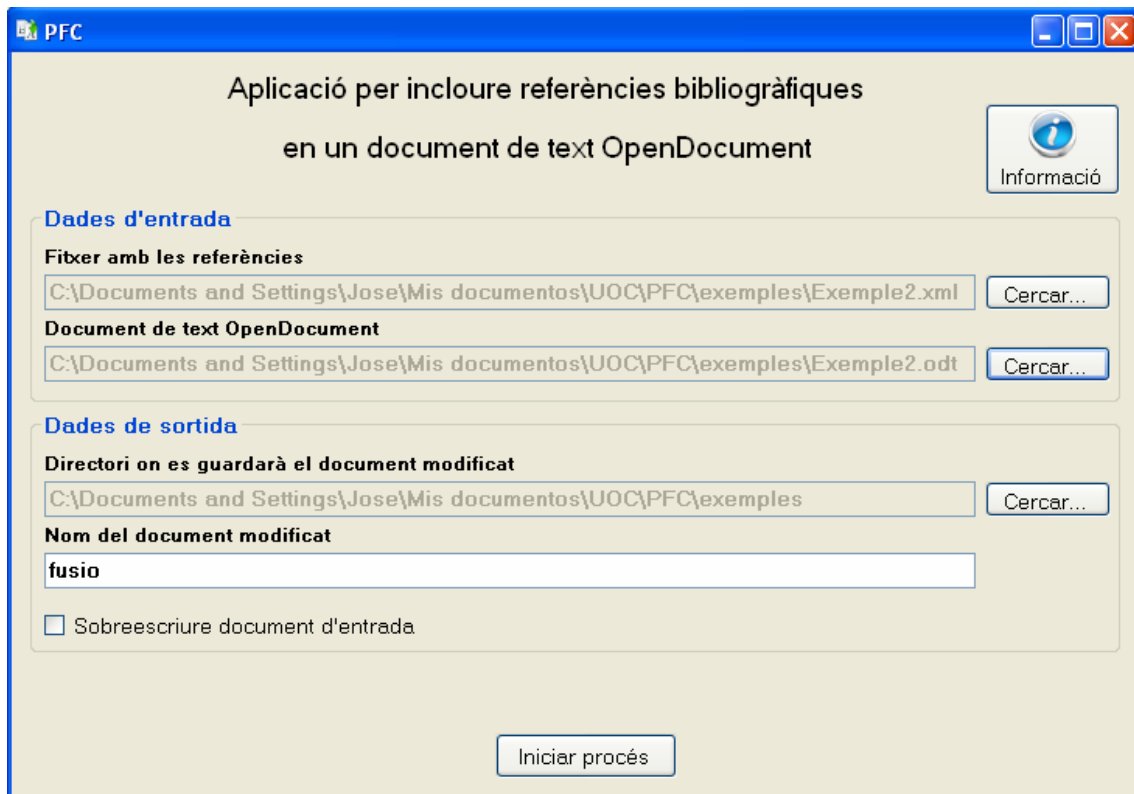 PFC
Aplicació per incloure referències bibliogràfiques
en un document de text OpenDocument
Informació
Dades d'entrada
Fitxer amb les referències
C:\Documents and Settings\Jose\Mis documentos\UOC\PFC\exemples\Exemple2.xml
Cercar...
Document de text OpenDocument
C:\Documents and Settings\Jose\Mis documentos\UOC\PFC\exemples\Exemple2.odt
Cercar...
Dades de sortida
Directori on es guardarà el document modificat
C:\Documents and Settings\Jose\Mis documentos\UOC\PFC\exemples
Cercar...
Nom del document modificat
fusio
Sobreescriure document d'entrada
Iniciar procés